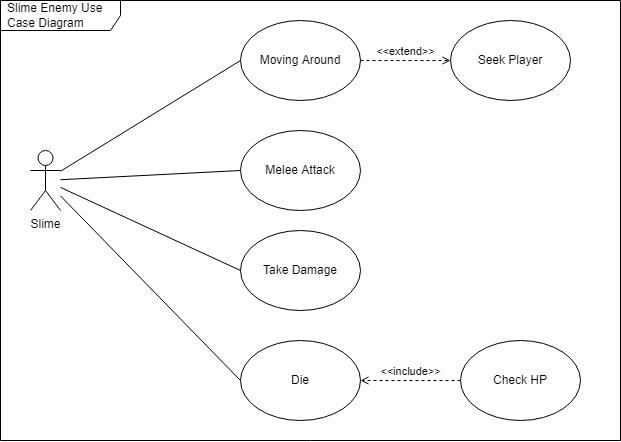 Slime Enemy Use
Case Diagram
Moving Around
<<extend>>
Seek Player
Melee Attack
Slime
Take Damage
Die
<<include>>
Check HP